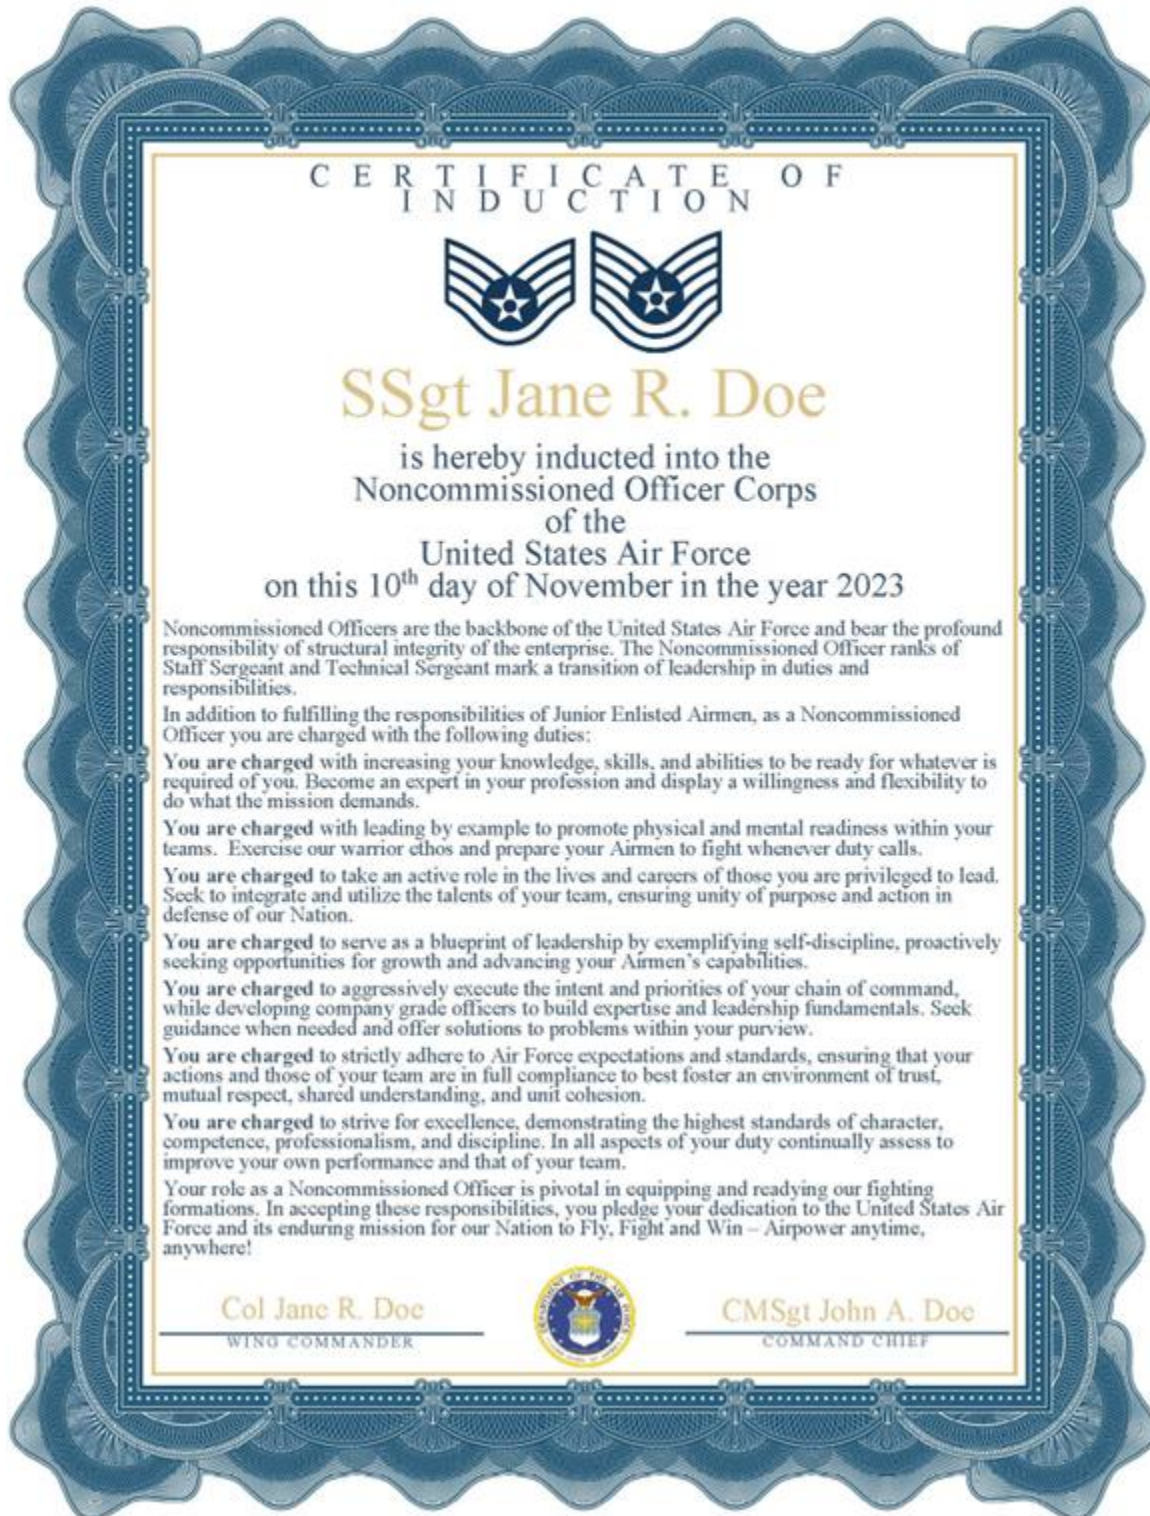 CERTIFICATE OF
INDUCTION
SSgt Jane R. Doe
is hereby inducted into the
Noncommissioned Officer Corps
of the
United States Air Force
on this 10th day of November in the year 2023
Noncommissioned Officers are the backbone of the United States Air Force and bear the profound
responsibility of structural integrity of the enterprise. The Noncommissioned Officer ranks of
Staff Sergeant and Technical Sergeant mark a transition of leadership in duties and
responsibilities.
In addition to fulfilling the responsibilities of Junior Enlisted Airmen, as a Noncommissioned
Officer you are charged with the following duties:
You are charged with increasing your knowledge, skills, and abilities to be ready for whatever is
required of you. Become an expert in your profession and display a willingness and flexibility to
do what the mission demands.
You are charged with leading by example to promote physical and mental readiness within your
teams.  Exercise our warrior ethos and prepare your Airmen to fight whenever duty calls.
You are charged to take an active role in the lives and careers of those you are privileged to lead.
Seek to integrate and utilize the talents of your team, ensuring unity of purpose and action in
defense of our Nation.
You are charged to serve as a blueprint of leadership by exemplifying self-discipline, proactively
seeking opportunities for growth and advancing your Airmen's capabilities.
You are charged to aggressively execute the intent and priorities of your chain of command,
while developing company grade officers to build expertise and leadership fundamentals. Seek
guidance when needed and offer solutions to problems within your purview.
You are charged to strictly adhere to Air Force expectations and standards, ensuring that your
actions and those of your team are in full compliance to best foster an environment of trust,
mutual respect, shared understanding, and unit cohesion.
You are charged to strive for excellence, demonstrating the highest standards of character,
competence, professionalism, and discipline. In all aspects of your duty continually assess to
improve your own performance and that of your team.
Your role as a Noncommissioned Officer is pivotal in equipping and readying our fighting
formations. In accepting these responsibilities, you pledge your dedication to the United States Air
Force and its enduring mission for our Nation to Fly, Fight and Win – Airpower anytime,
anywhere!
Col Jane R. Doe
WING COMMANDER
DEPARTMENT OF THE AIR FORCE
CMSgt John A. Doe
COMMAND CHIEF